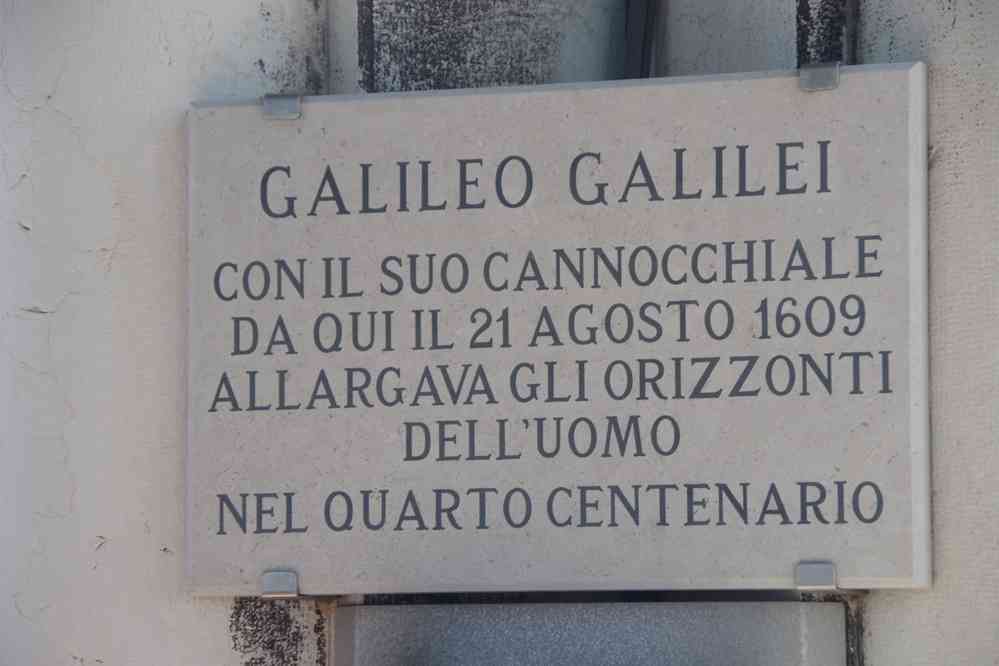 GALILEO GALILEI
CON IL SUO CANNOCCHIALE
DA QUI IL 21 AGOSTO 1609
ALLARGAVA GLI ORIZZONTI
DELL'UOMO
NEL QUARTO CENTENARIO